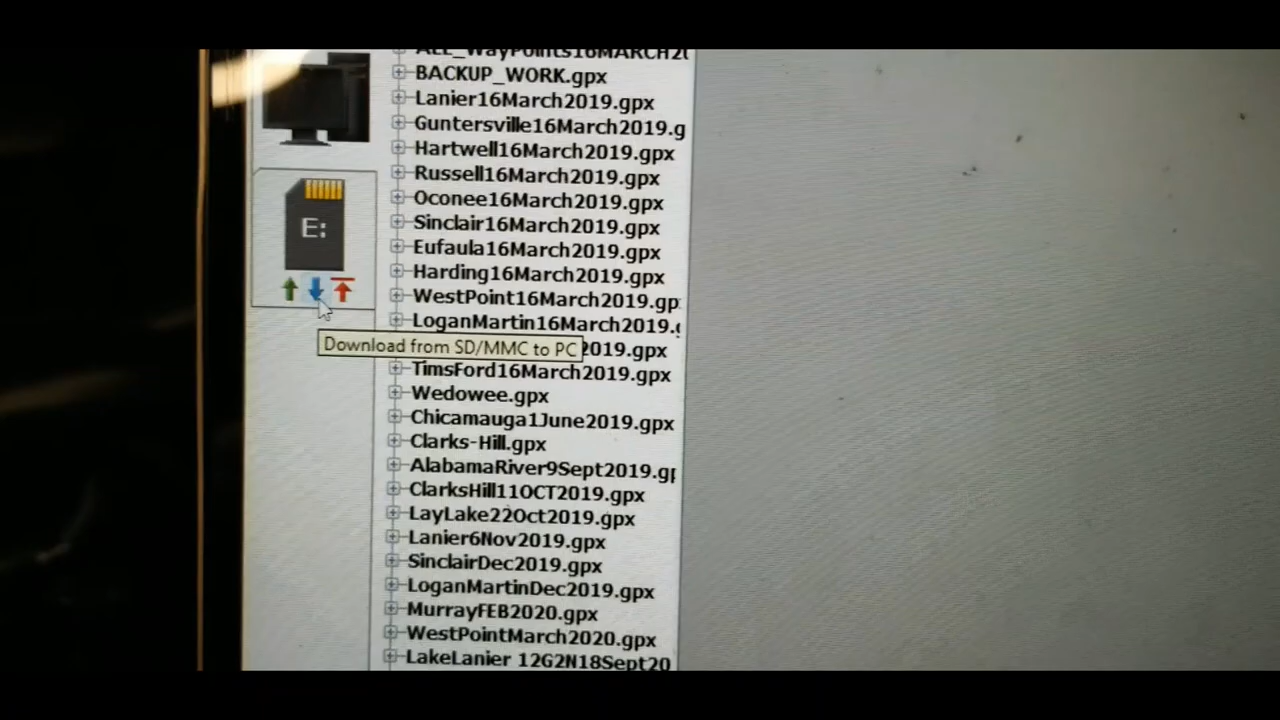 ALL_WayPoints16MARCH20
BACKUP_WORK.gpx
Lanier16March2019.gpx
Guntersville16March2019.g
Hartwell16March2019.gpx
Russell16March2019.gpx
Oconee16March2019.gpx
E:
Sinclair16March2019.gpx
Eufaula16March2019.gpx
Harding16March2019.gpx
WestPoint16March2019.gp
LoganMartin16March2019.
Download from SD/MMC to PC
2019.gpx
TimsFord16March2019.gpx
Wedowee.gpx
Chicamauga1June2019.gpx
Clarks-Hill.gpx
AlabamaRiver9Sept2019.gp
ClarksHill11OCT2019.gpx
LayLake22Oct2019.gpx
Lanier6Nov2019.gpx
SinclairDec2019.gpx
LoganMartinDec2019.gpx
MurrayFEB2020.gpx
WestPointMarch2020.gpx
LakeLanier 12G2N18Sept20